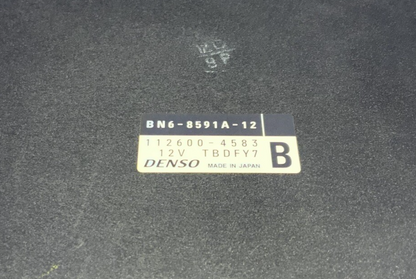 BN6-8591A-12
112600-4583
12V TBDFY7 B
DENSO MADE IN JAPAN